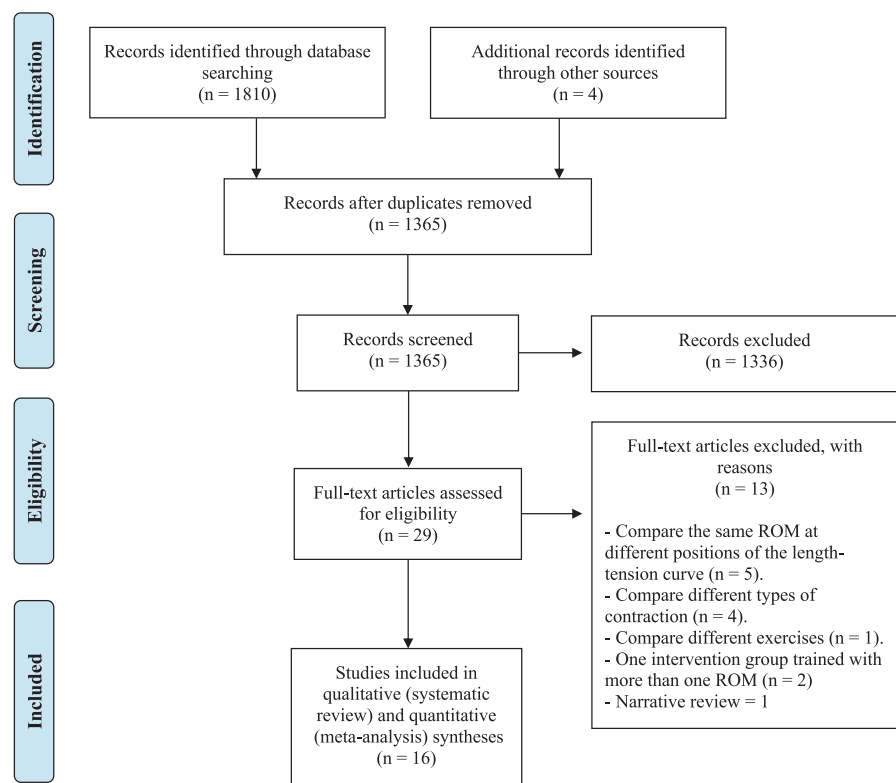 Identification
Records identified through database
searching
(n = 1810)
Additional records identified
through other sources
(n = 4)
Records after duplicates removed
(n = 1365)
Screening
Records screened
(n = 1365)
Records excluded
(n = 1336)
Eligibility
Full-text articles assessed
for eligibility
(n = 29)
Full-text articles excluded, with
reasons
(n = 13)
- Compare the same ROM at
different positions of the length-
tension curve (n = 5).
- Compare different types of
contraction (n = 4).
- Compare different exercises (n = 1).
- One intervention group trained with
more than one ROM (n = 2)
- Narrative review = 1
Included
Studies included in
qualitative (systematic
review) and quantitative
(meta-analysis) syntheses
(n = 16)